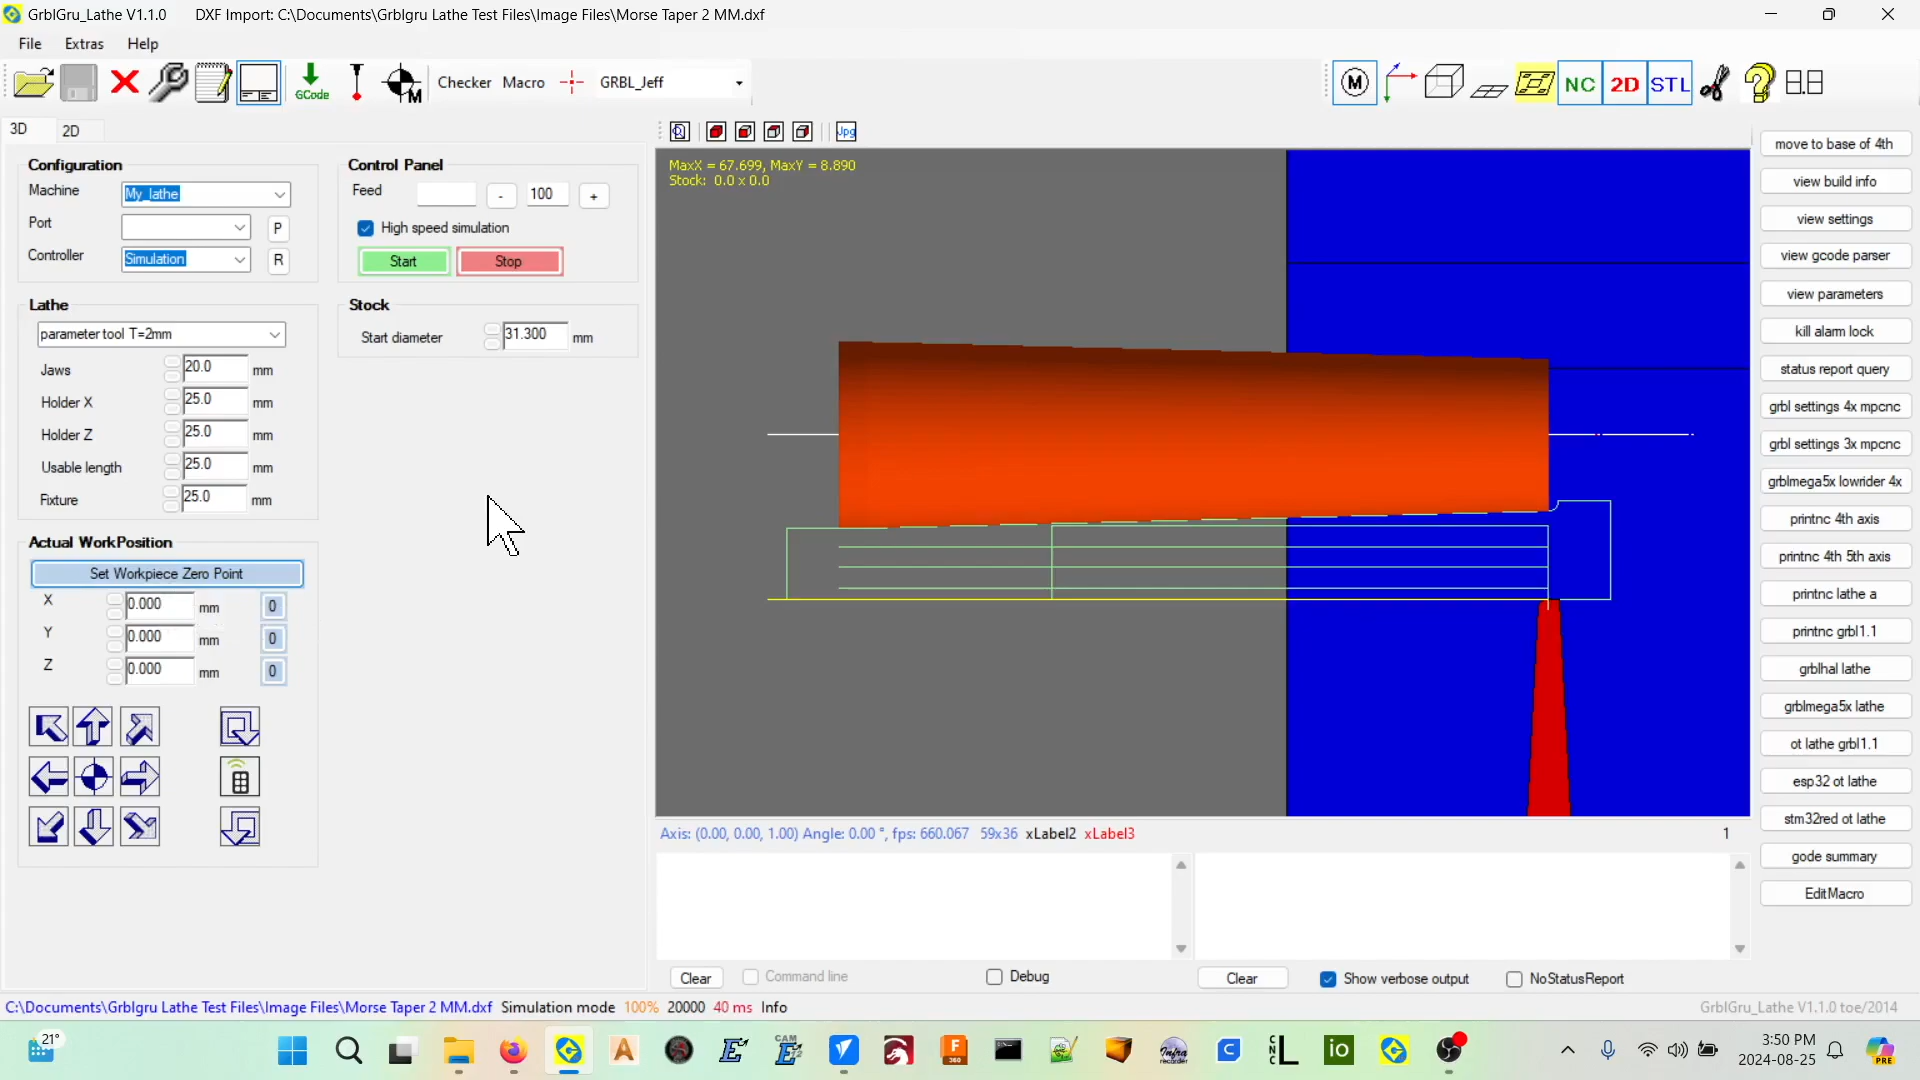 GrblGru_Lathe V1.1.0 DXF Import: C:\Documents\Grblgru Lathe Test Files\Image Files\Morse Taper 2 MM.dxf
File Extras Help
GCode M Checker Macro GRBL_Jeff M NC 2D STL
3D 2D
Jpg
Configuration
Machine My_lathe
Port P
Controller Simulation R
Control Panel
Feed - 100 +
High speed simulation
Start Stop
Lathe
parameter tool T=2mm
Jaws 20.0 mm
Holder X 25.0 mm
Holder Z 25.0 mm
Usable length 25.0 mm
Fixture 25.0 mm
Stock
Start diameter 31.300 mm
Actual WorkPosition
Set Workpiece Zero Point
X 0.000 mm 0
Y 0.000 mm 0
Z 0.000 mm 0
MaxX = 67.699, MaxY = 8.890
Stock: 0.0 x 0.0
Axis: (0.00, 0.00, 1.00) Angle: 0.00 °, fps: 660.067 59x36 xLabel2 xLabel3 1
Clear Command line Debug Clear Show verbose output NoStatusReport
move to base of 4th
view build info
view settings
view gcode parser
view parameters
kill alarm lock
status report query
grbl settings 4x mpcnc
grbl settings 3x mpcnc
grblmega5x lowrider 4x
printnc 4th axis
printnc 4th 5th axis
printnc lathe a
printnc grbl1.1
grblhal lathe
grblmega5x lathe
ot lathe grbl1.1
esp32 ot lathe
stm32red ot lathe
gode summary
EditMacro
C:\Documents\Grblgru Lathe Test Files\Image Files\Morse Taper 2 MM.dxf Simulation mode 100% 20000 40 ms Info GrblGru_Lathe V1.1.0 toe/2014
21°
A E CAM E F 360 Infra recorder C CNC L io
3:50 PM
2024-08-25
PRE